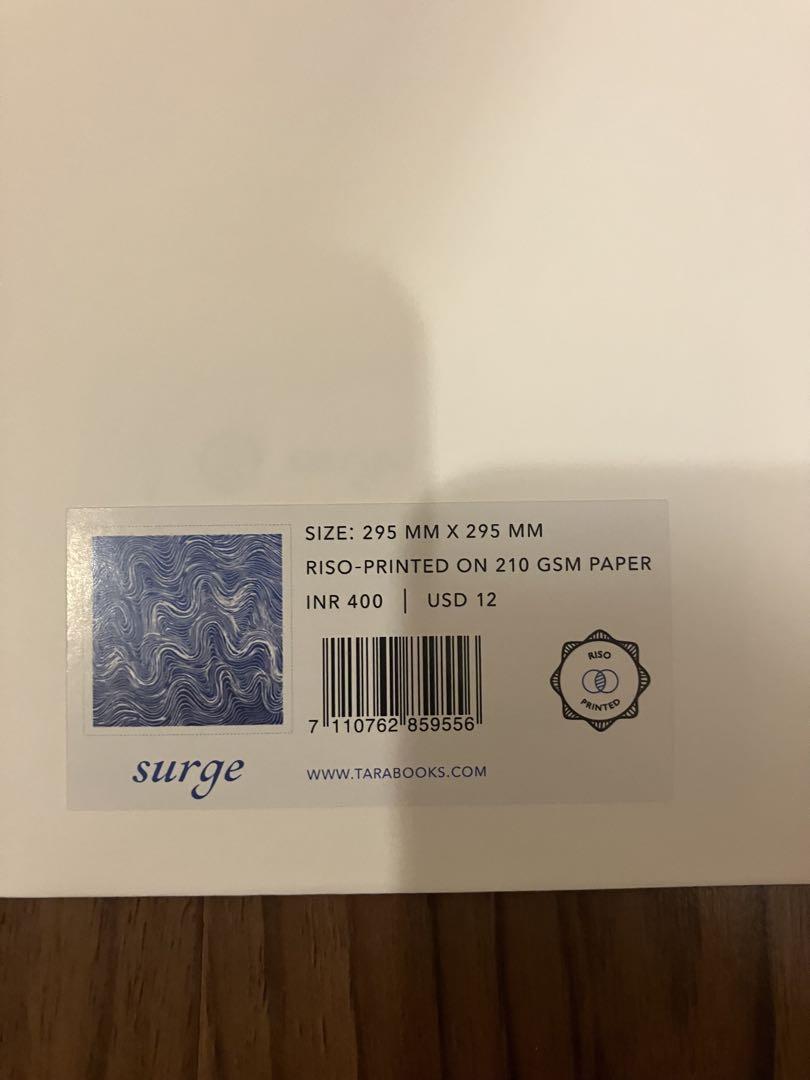 SIZE: 295 MM X 295 MM
RISO-PRINTED ON 210 GSM PAPER
INR 400 | USD 12
RISO
PRINTED
7 110762 859556
surge
WWW.TARABOOKS.COM